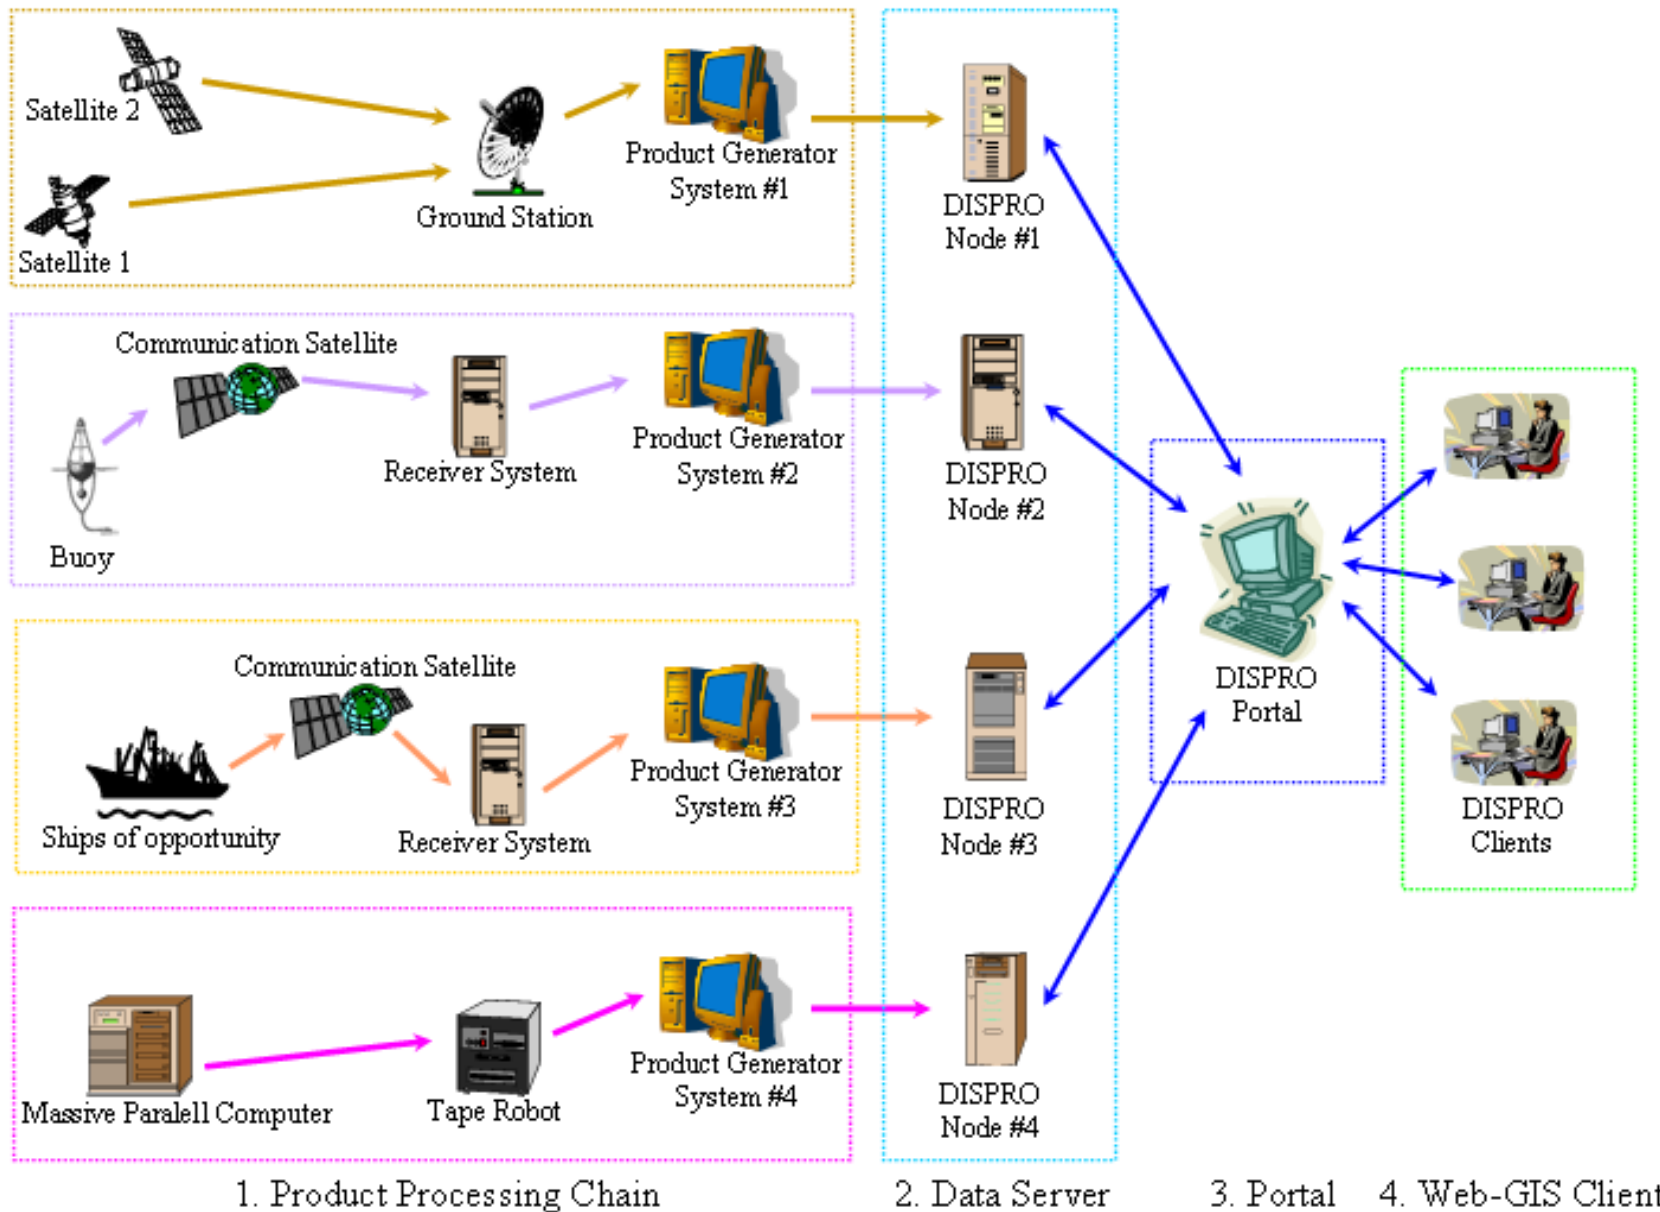 Satellite 2
Satellite 1
Ground Station
Product Generator
System #1
DISPRO
Node #1
Communication Satellite
Buoy
Receiver System
Product Generator
System #2
DISPRO
Node #2
Communication Satellite
Ships of opportunity
Receiver System
Product Generator
System #3
DISPRO
Node #3
Massive Paralell Computer
Tape Robot
Product Generator
System #4
DISPRO
Node #4
DISPRO
Portal
DISPRO
Clients
1. Product Processing Chain
2. Data Server
3. Portal
4. Web-GIS Client